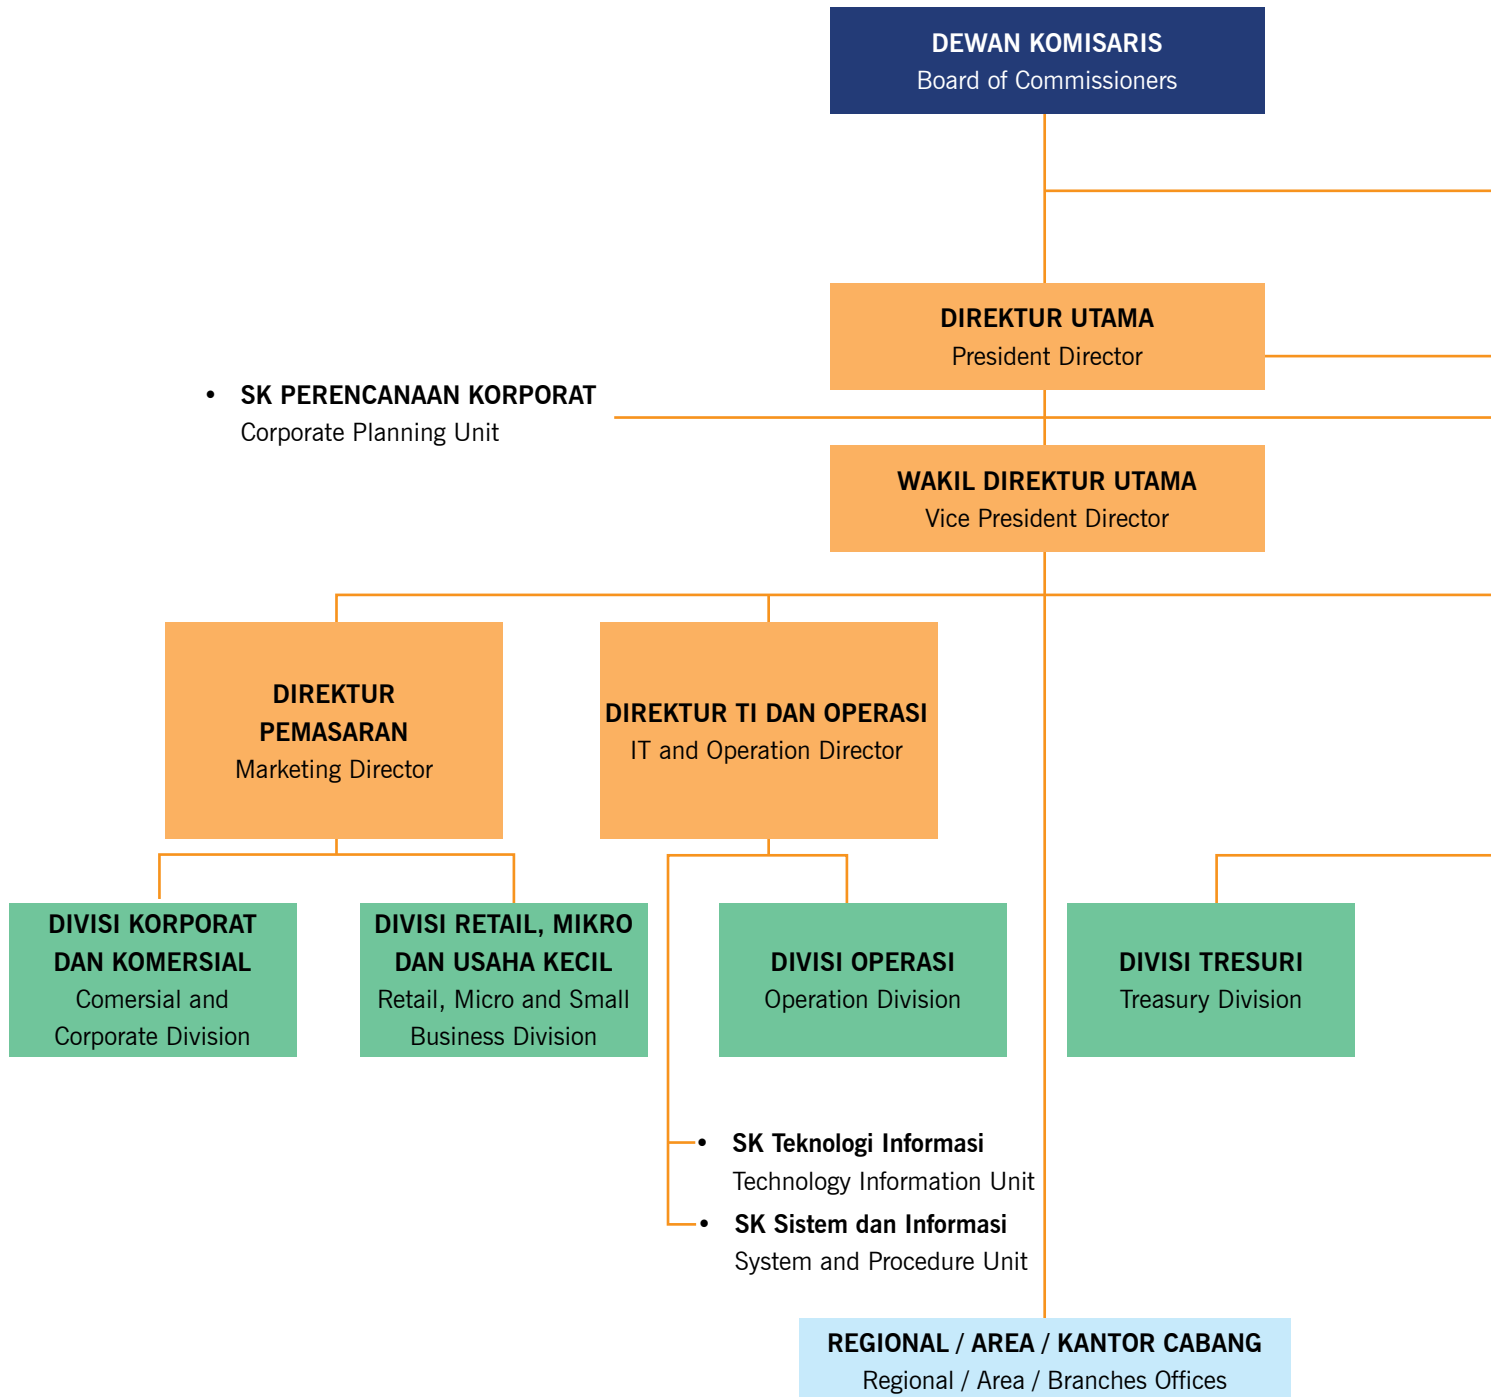 DEWAN KOMISARIS
Board of Commissioners
DIREKTUR UTAMA
President Director
• SK PERENCANAAN KORPORAT
Corporate Planning Unit
WAKIL DIREKTUR UTAMA
Vice President Director
DIREKTUR
PEMASARAN
Marketing Director
DIREKTUR TI DAN OPERASI
IT and Operation Director
DIVISI KORPORAT
DAN KOMERSIAL
Comersial and
Corporate Division
DIVISI RETAIL, MIKRO
DAN USAHA KECIL
Retail, Micro and Small
Business Division
DIVISI OPERASI
Operation Division
DIVISI TRESURI
Treasury Division
• SK Teknologi Informasi
Technology Information Unit
• SK Sistem dan Informasi
System and Procedure Unit
REGIONAL / AREA / KANTOR CABANG
Regional / Area / Branches Offices